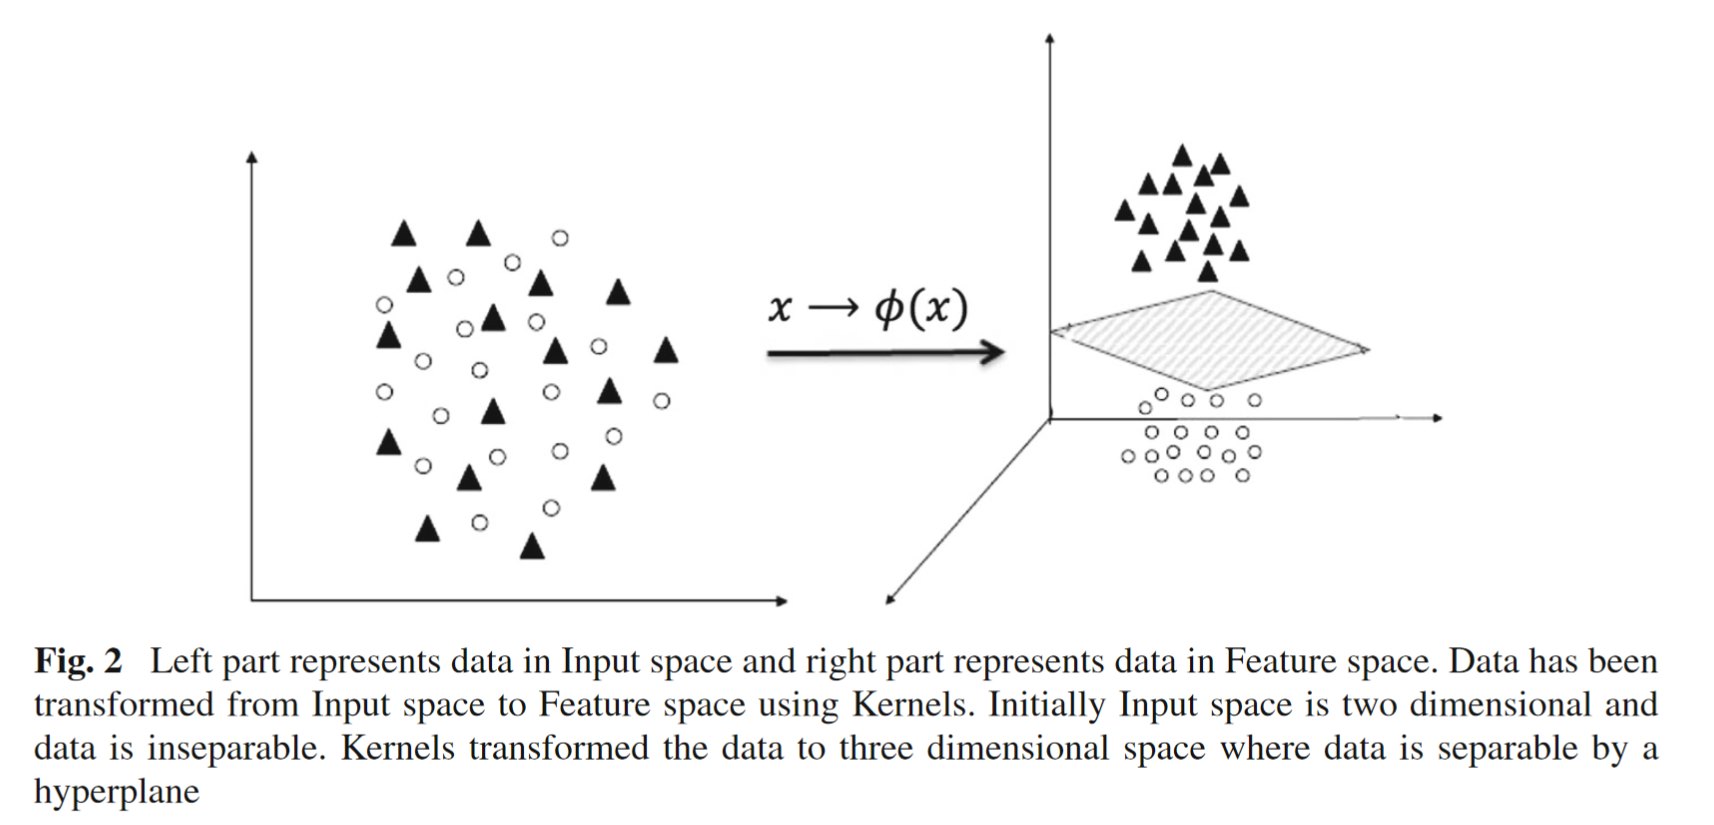 x → ϕ(x)
Fig. 2 Left part represents data in Input space and right part represents data in Feature space. Data has been
transformed from Input space to Feature space using Kernels. Initially Input space is two dimensional and
data is inseparable. Kernels transformed the data to three dimensional space where data is separable by a
hyperplane